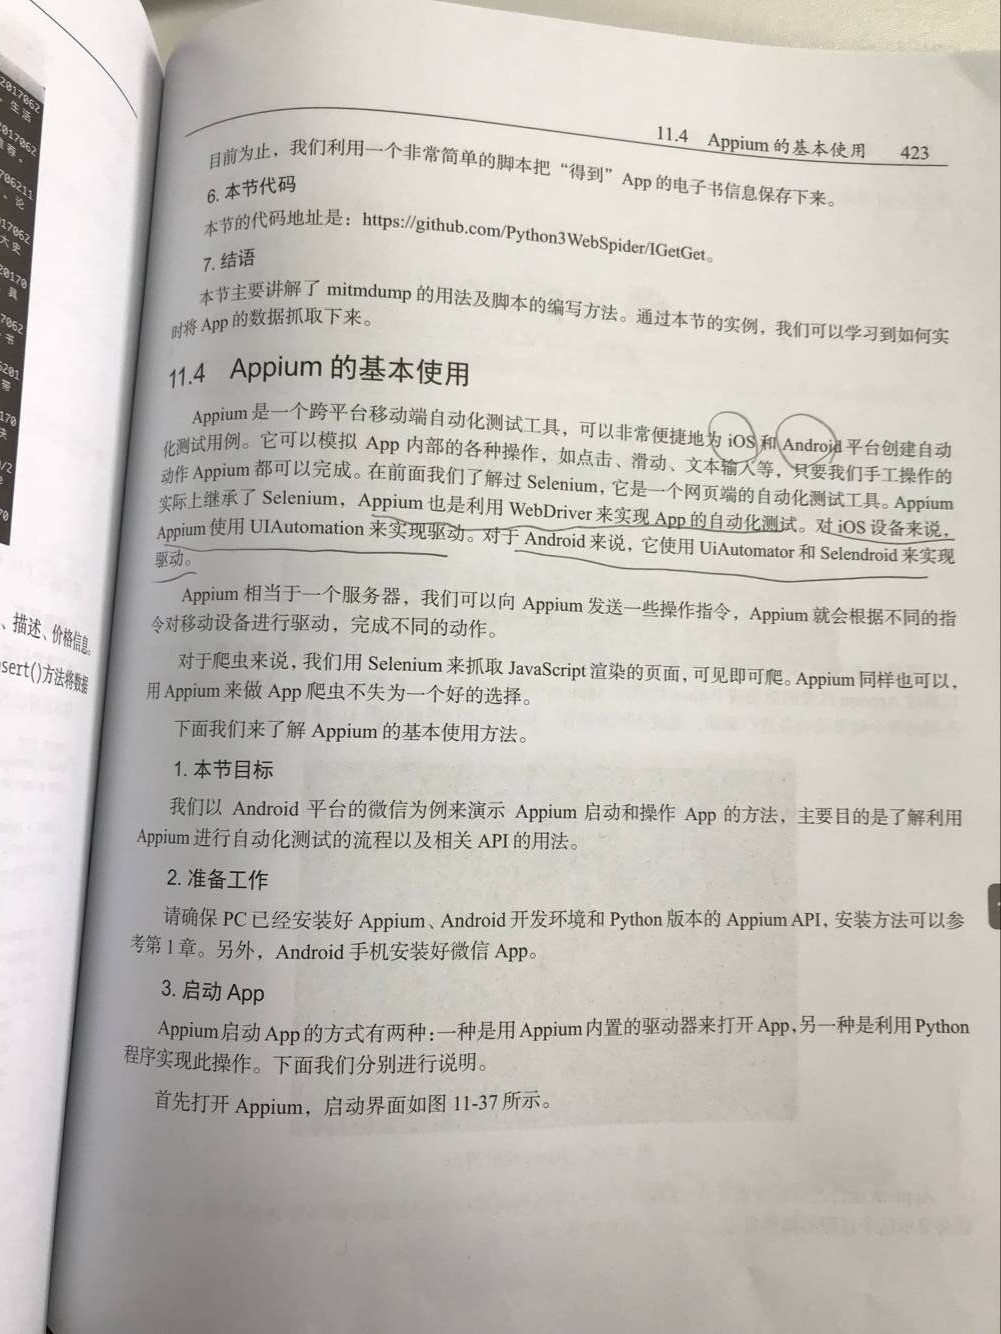 11.4 Appium 的基本使用 423
目前为止，我们利用一个非常简单的脚本把“得到”App 的电子书信息保存下来。
6. 本节代码
本节的代码地址是：https://github.com/Python3WebSpider/IGetGet。
7. 结语
本节主要讲解了 mitmdump 的用法及脚本的编写方法。通过本节的实例，我们可以学习到如何实
时将 App 的数据抓取下来。
11.4 Appium 的基本使用
Appium 是一个跨平台移动端自动化测试工具，可以非常便捷地为 iOS 和 Android 平台创建自动
化测试用例。它可以模拟 App 内部的各种操作，如点击、滑动、文本输入等，只要我们手工操作的
动作 Appium 都可以完成。在前面我们了解过 Selenium，它是一个网页端的自动化测试工具。Appium
实际上继承了 Selenium，Appium 也是利用 WebDriver 来实现 App 的自动化测试。对 iOS 设备来说，
Appium 使用 UIAutomation 来实现驱动。对于 Android 来说，它使用 UiAutomator 和 Selendroid 来实现
驱动。
Appium 相当于一个服务器，我们可以向 Appium 发送一些操作指令，Appium 就会根据不同的指
令对移动设备进行驱动，完成不同的动作。
对于爬虫来说，我们用 Selenium 来抓取 JavaScript 渲染的页面，可见即可爬。Appium 同样也可以，
用 Appium 来做 App 爬虫不失为一个好的选择。
下面我们来了解 Appium 的基本使用方法。
1. 本节目标
我们以 Android 平台的微信为例来演示 Appium 启动和操作 App 的方法，主要目的是了解利用
Appium 进行自动化测试的流程以及相关 API 的用法。
2. 准备工作
请确保 PC 已经安装好 Appium、Android 开发环境和 Python 版本的 Appium API，安装方法可以参
考第 1 章。另外，Android 手机安装好微信 App。
3. 启动 App
Appium 启动 App 的方式有两种：一种是用 Appium 内置的驱动器来打开 App，另一种是利用 Python
程序实现此操作。下面我们分别进行说明。
首先打开 Appium，启动界面如图 11-37 所示。
、描述、价格信息。
sert()方法将数据